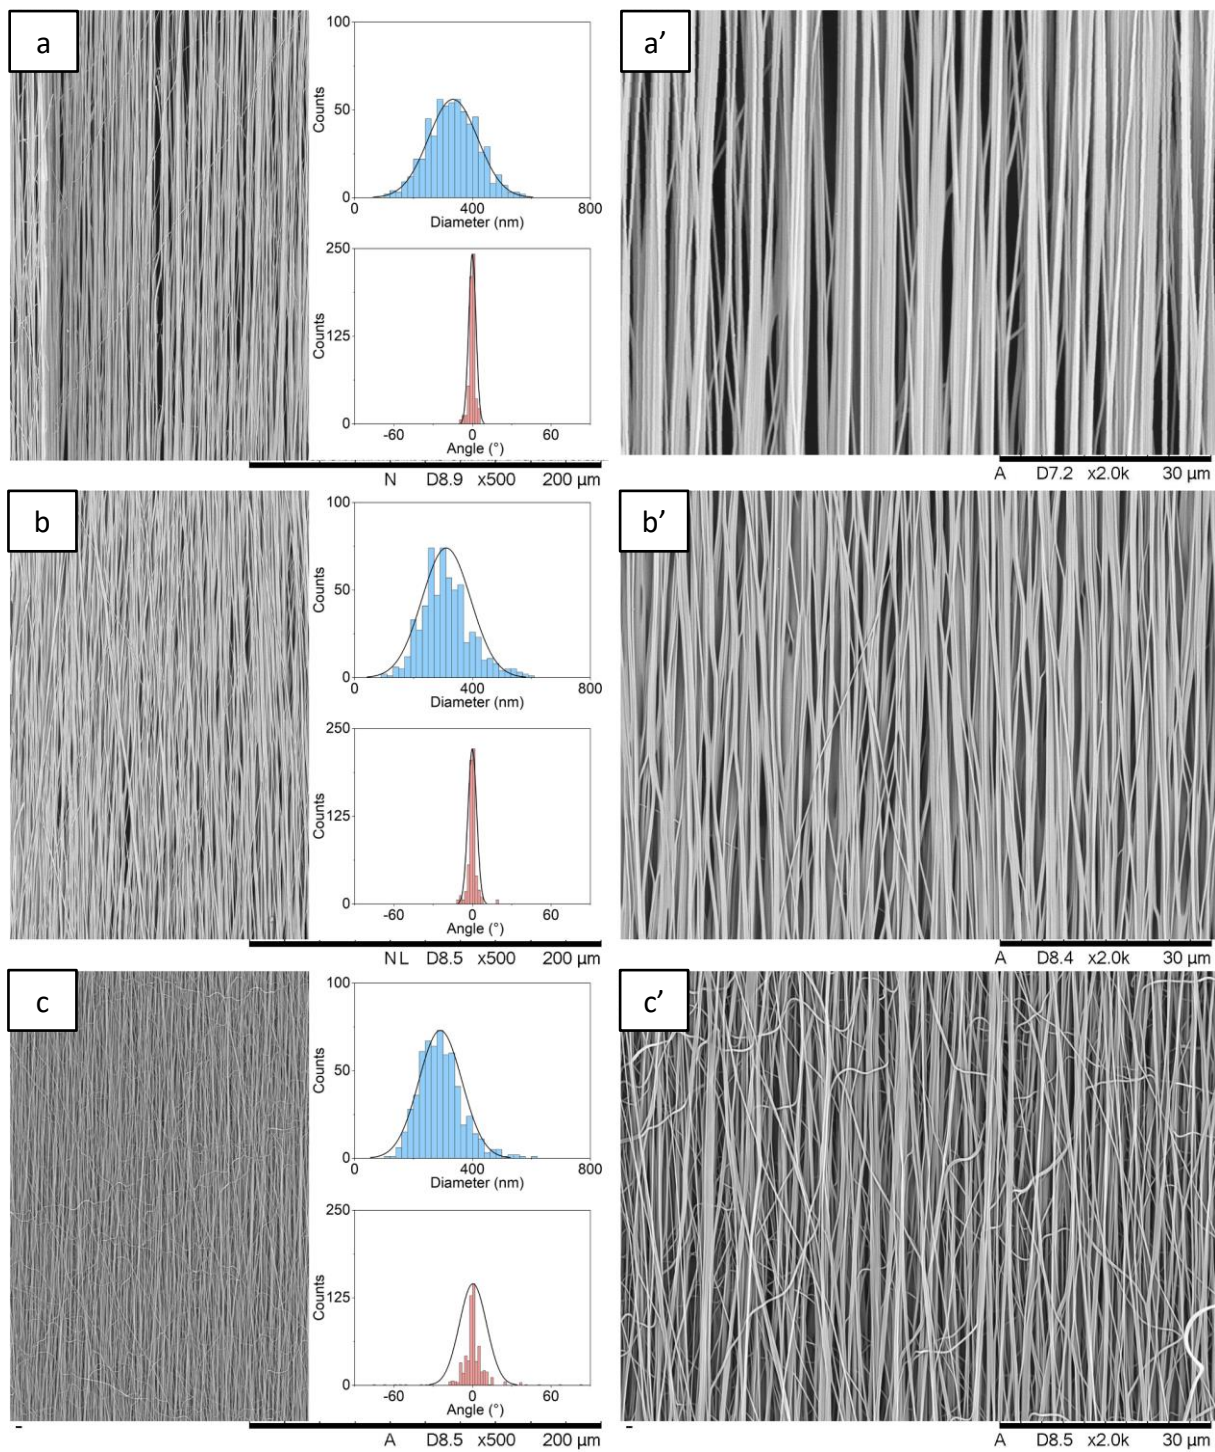 a
100
50
0
Counts
0
400
800
Diameter (nm)
250
125
0
Counts
-60
0
60
Angle (°)
N D8.9 x500 200 µm
a’
A D7.2 x2.0k 30 µm
b
100
50
0
Counts
0
400
800
Diameter (nm)
250
125
0
Counts
-60
0
60
Angle (°)
NL D8.5 x500 200 µm
b’
A D8.4 x2.0k 30 µm
c
100
50
0
Counts
0
400
800
Diameter (nm)
250
125
0
Counts
-60
0
60
Angle (°)
A D8.5 x500 200 µm
c’
A D8.5 x2.0k 30 µm